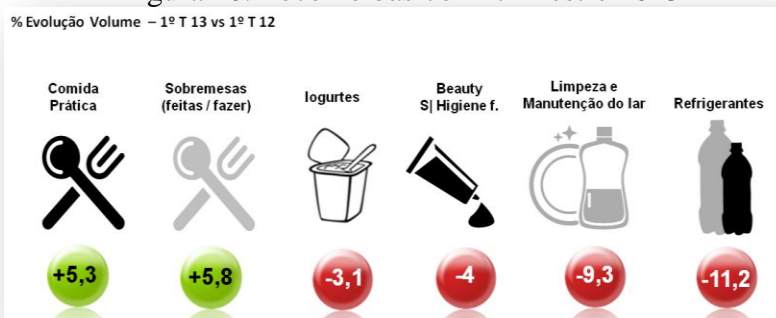 % Evolução Volume – 1º T 13 vs 1º T 12
Comida
Prática
Sobremesas
(feitas / fazer)
Iogurtes
Beauty
S| Higiene f.
Limpeza e
Manutenção do lar
Refrigerantes
+5,3
+5,8
-3,1
-4
-9,3
-11,2